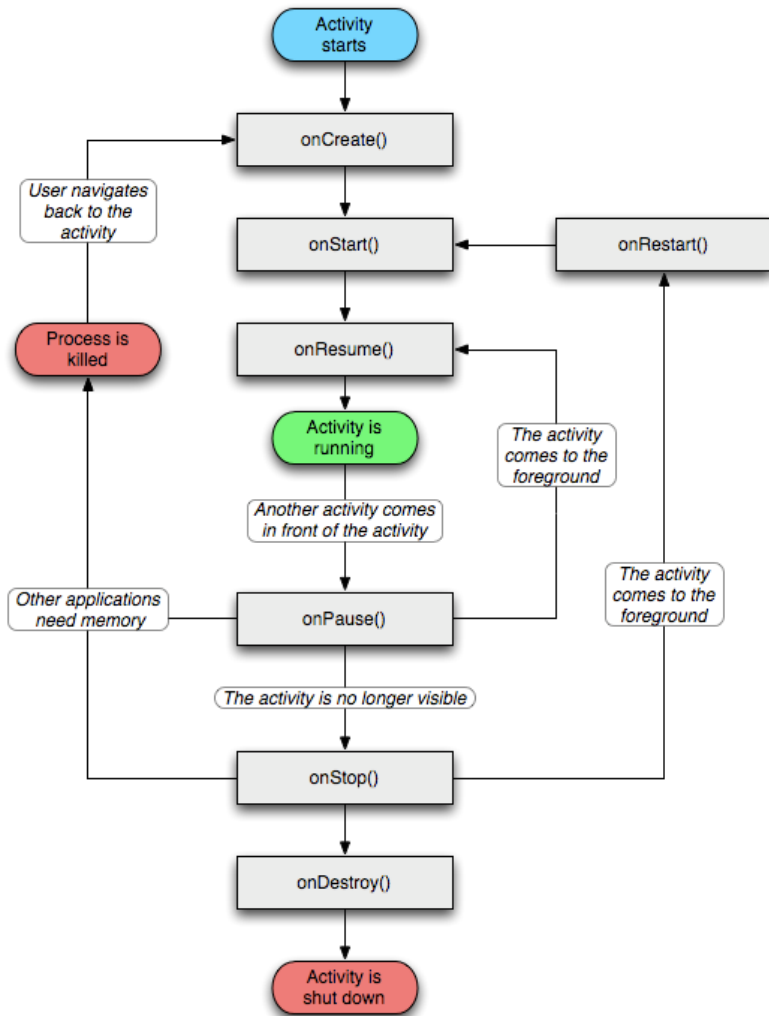 Activity
starts
onCreate()
User navigates
back to the
activity
onStart()
onRestart()
Process is
killed
onResume()
Activity is
running
The activity
comes to the
foreground
Another activity comes
in front of the activity
Other applications
need memory
onPause()
The activity
comes to the
foreground
The activity is no longer visible
onStop()
onDestroy()
Activity is
shut down